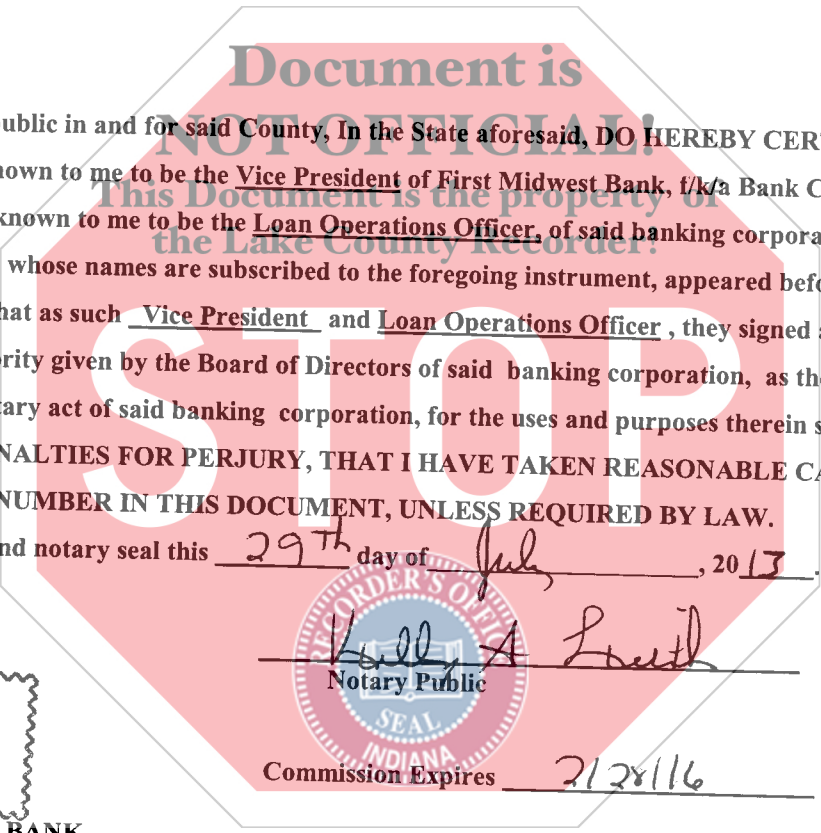 Document is
NOT OFFICIAL!
This Document is the property of
the Lake County Recorder!
STOP
ublic in and for said County, In the State aforesaid, DO HEREBY CER
nown to me to be the Vice President of First Midwest Bank, f/k/a Bank C
known to me to be the Loan Operations Officer, of said banking corpora
whose names are subscribed to the foregoing instrument, appeared befo
hat as such Vice President and Loan Operations Officer , they signed a
rity given by the Board of Directors of said banking corporation, as the
tary act of said banking corporation, for the uses and purposes therein s
NALTIES FOR PERJURY, THAT I HAVE TAKEN REASONABLE CA
NUMBER IN THIS DOCUMENT, UNLESS REQUIRED BY LAW.
nd notary seal this 29th day of July , 2013 .
Kelly A
Notary Public
RECORDER'S OFFICE
SEAL
INDIANA
Commission Expires 2/28/16
BANK